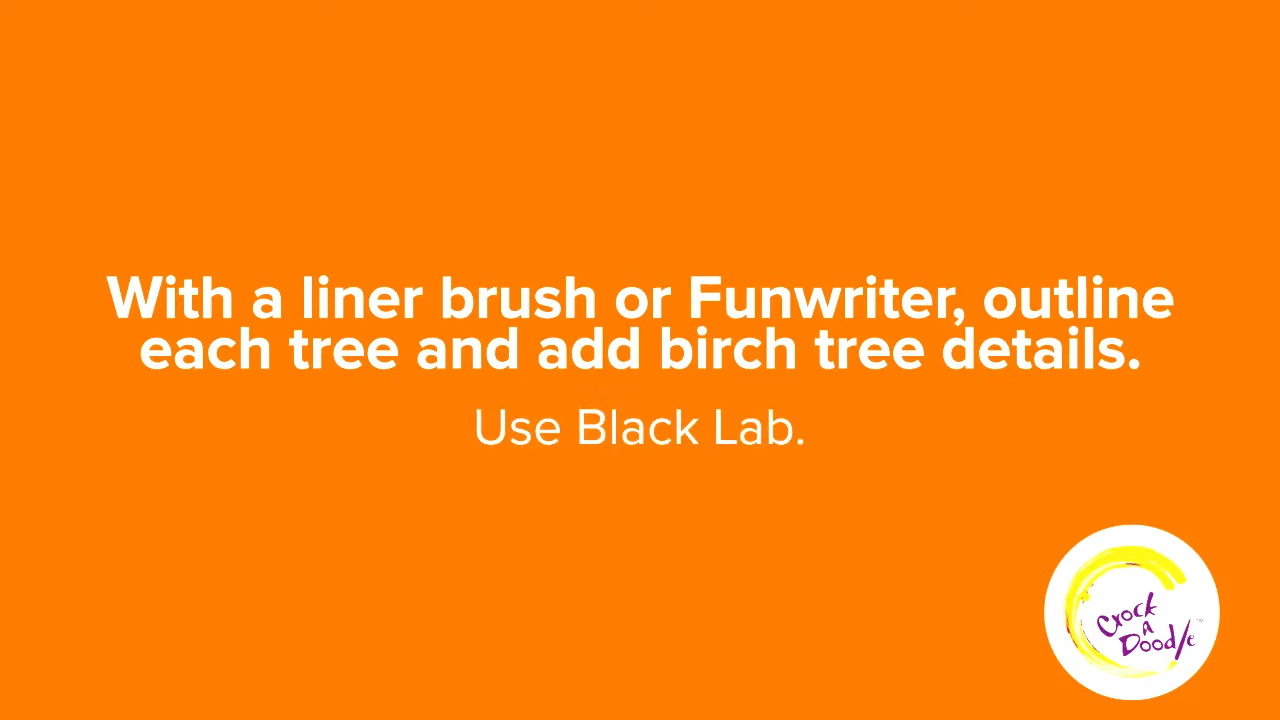 With a liner brush or Funwriter, outline
each tree and add birch tree details.
Use Black Lab.
Crock
a
Doodle